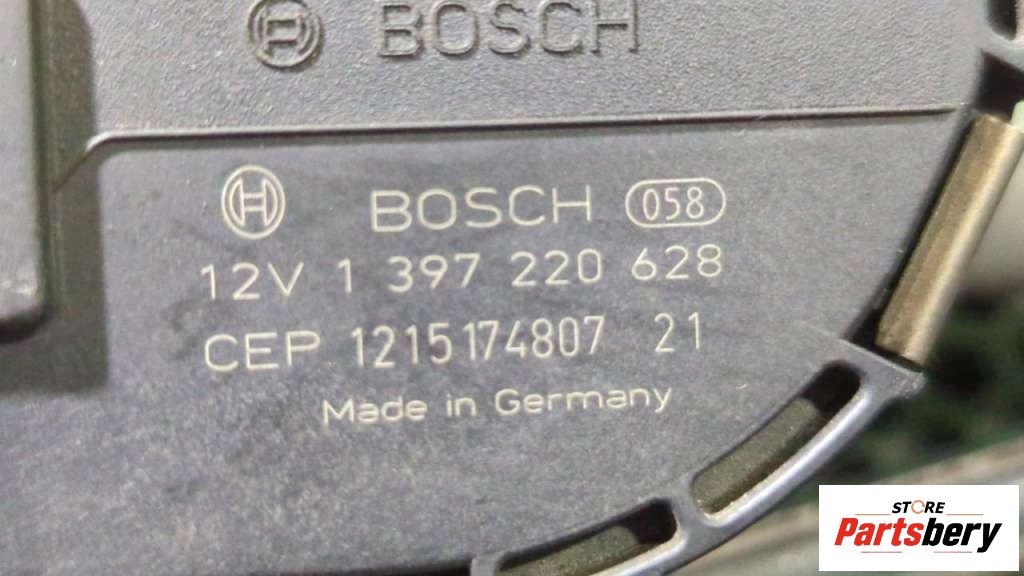 BOSCH
BOSCH 058
12V 1 397 220 628
CEP 1215174807 21
Made in Germany
STORE
Partsbery